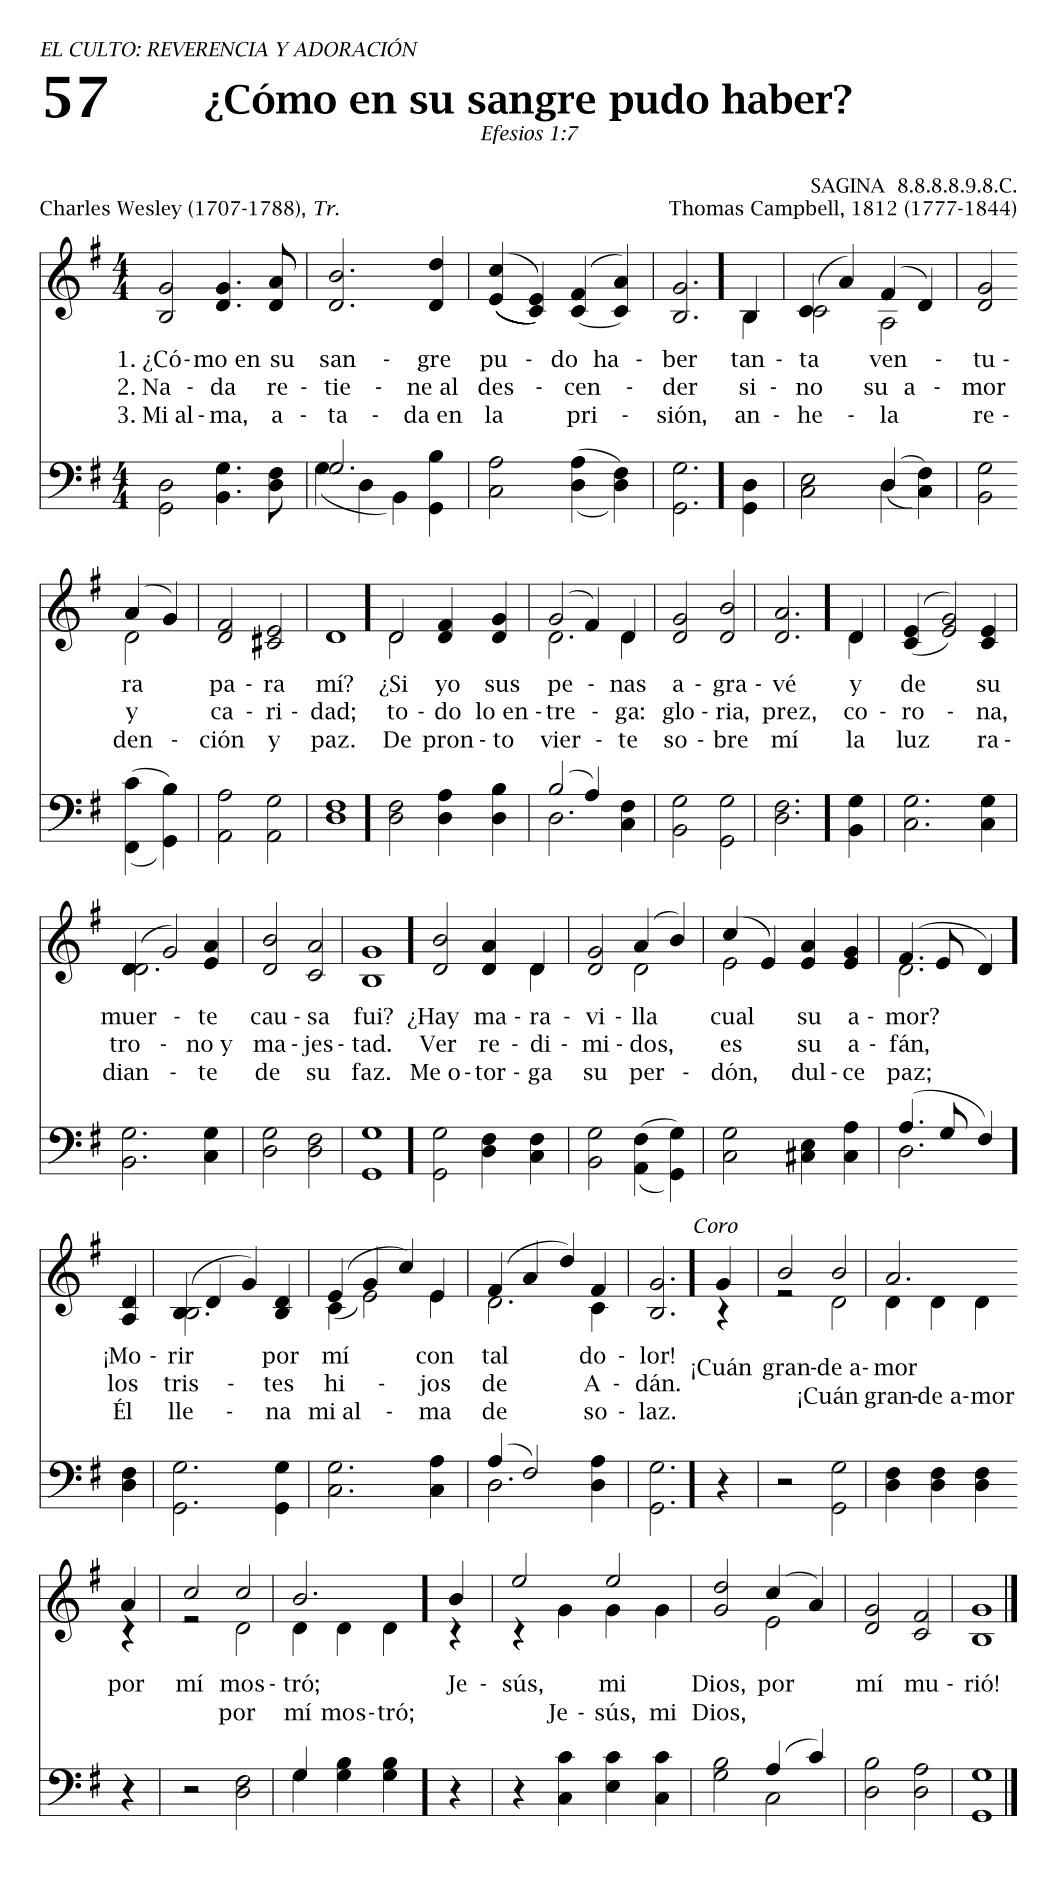 EL CULTO: REVERENCIA Y ADORACIÓN
57 ¿Cómo en su sangre pudo haber?
Efesios 1:7
SAGINA 8.8.8.8.9.8.C.
Charles Wesley (1707-1788), Tr. Thomas Campbell, 1812 (1777-1844)
1. ¿Có-mo en su san - gre pu - do ha - ber tan - ta ven - tu -
2. Na - da re - tie - ne al des - cen - der si - no su a - mor
3. Mi al - ma, a - ta - da en la pri - sión, an - he - la re -
ra pa - ra mí? ¿Si yo sus pe - nas a - gra - vé y de su
y ca - ri - dad; to - do lo en - tre - ga: glo - ria, prez, co - ro - na,
den - ción y paz. De pron - to vier - te so - bre mí la luz ra -
muer - te cau - sa fui? ¿Hay ma - ra - vi - lla cual su a - mor?
tro - no y ma - jes - tad. Ver re - di - mi - dos, es su a - fán,
dian - te de su faz. Me o - tor - ga su per - dón, dul - ce paz;
Coro
¡Mo - rir por mí con tal do - lor!
los tris - tes hi - jos de A - dán.
Él lle - na mi al - ma de so - laz.
¡Cuán gran-de a- mor
¡Cuán gran-de a-mor
por mí mos - tró; Je - sús, mi Dios, por mí mu - rió!
por mí mos-tró; Je - sús, mi Dios,